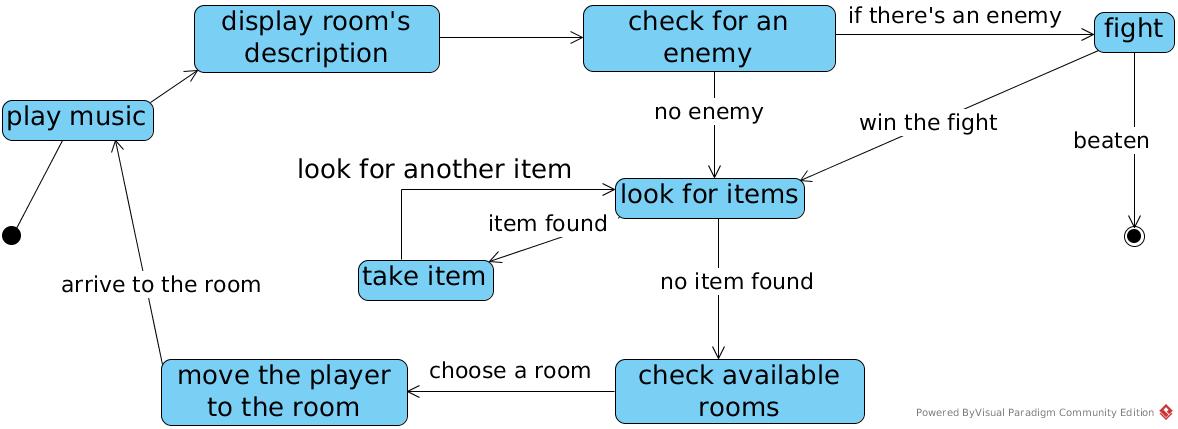 display room's
description
check for an
enemy
if there's an enemy
fight
play music
no enemy
win the fight
beaten
look for another item
look for items
item found
take item
arrive to the room
no item found
move the player
to the room
choose a room
check available
rooms
Powered ByVisual Paradigm Community Edition